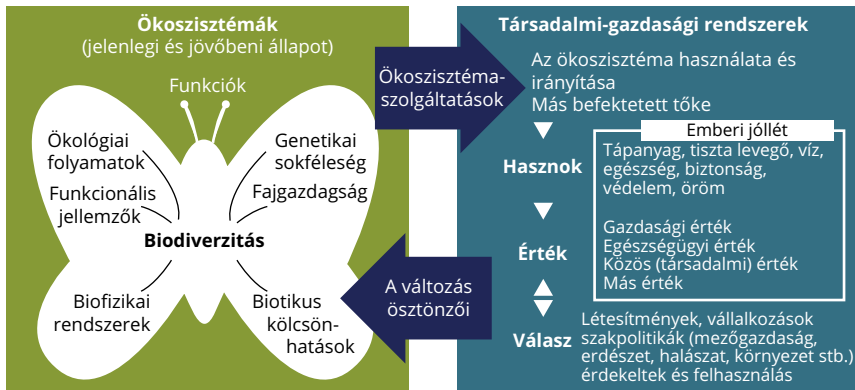 Ökoszisztémák
(jelenlegi és jövőbeni állapot)
Funkciók
Ökológiai
folyamatok
Genetikai
sokféleség
Funkcionális
jellemzők
Fajgazdagság
Biodiverzitás
Biofizikai
rendszerek
Biotikus
kölcsön-
hatások
Ökoszisztéma-
szolgáltatások
A változás
ösztönzői
Társadalmi-gazdasági rendszerek
Az ökoszisztéma használata és
irányítása
Más befektetett tőke
Emberi jóllét
Hasznok
Tápanyag, tiszta levegő, víz,
egészség, biztonság,
védelem, öröm
Érték
Gazdasági érték
Egészségügyi érték
Közös (társadalmi) érték
Más érték
Válasz
Létesítmények, vállalkozások
szakpolitikák (mezőgazdaság,
erdészet, halászat, környezet stb.)
érdekeltek és felhasználás